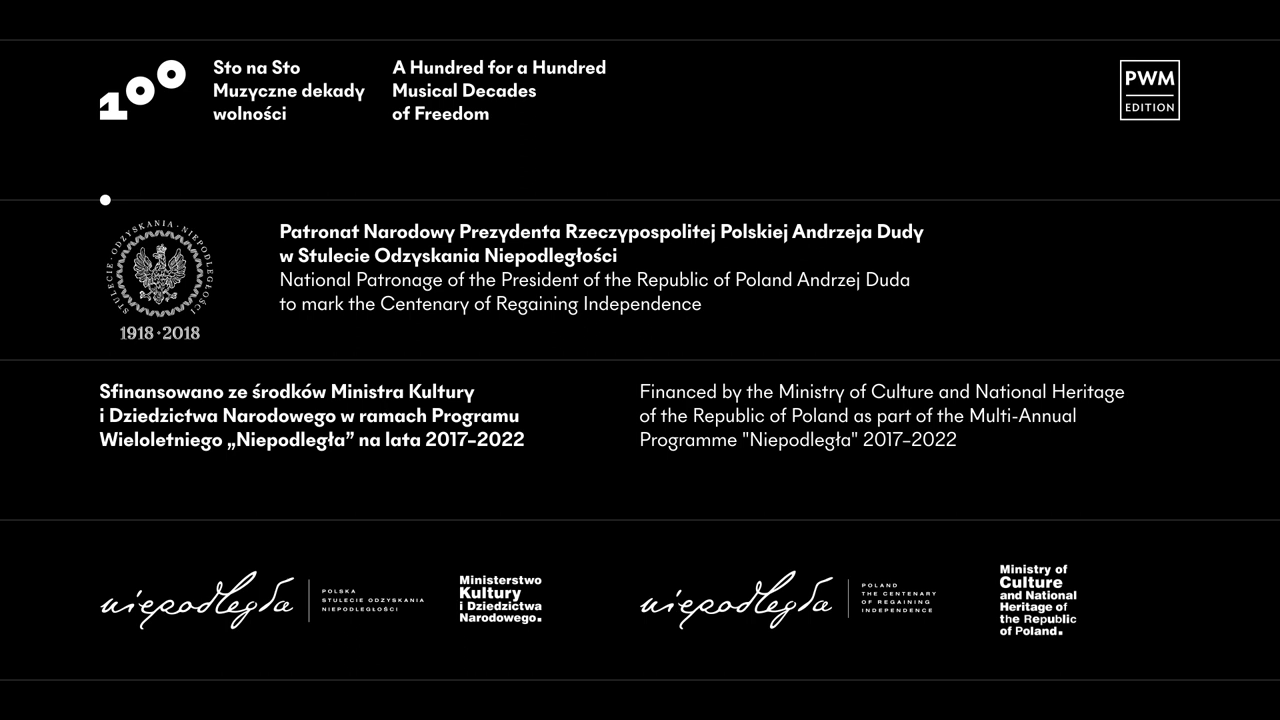 100
Sto na Sto
Muzyczne dekady
wolności
A Hundred for a Hundred
Musical Decades
of Freedom
PWM
EDITION
STULECIE · ODZYSKANIA · NIEPODLEGŁOŚCI
1918 · 2018
Patronat Narodowy Prezydenta Rzeczypospolitej Polskiej Andrzeja Dudy
w Stulecie Odzyskania Niepodległości
National Patronage of the President of the Republic of Poland Andrzej Duda
to mark the Centenary of Regaining Independence
Sfinansowano ze środków Ministra Kultury
i Dziedzictwa Narodowego w ramach Programu
Wieloletniego „Niepodległa” na lata 2017–2022
Financed by the Ministry of Culture and National Heritage
of the Republic of Poland as part of the Multi-Annual
Programme "Niepodległa" 2017–2022
niepodległa
POLSKA
STULECIE ODZYSKANIA
NIEPODLEGŁOŚCI
Ministerstwo
Kultury
i Dziedzictwa
Narodowego.
niepodległa
POLAND
THE CENTENARY
OF REGAINING
INDEPENDENCE
Ministry of
Culture
and National
Heritage of
the Republic
of Poland.